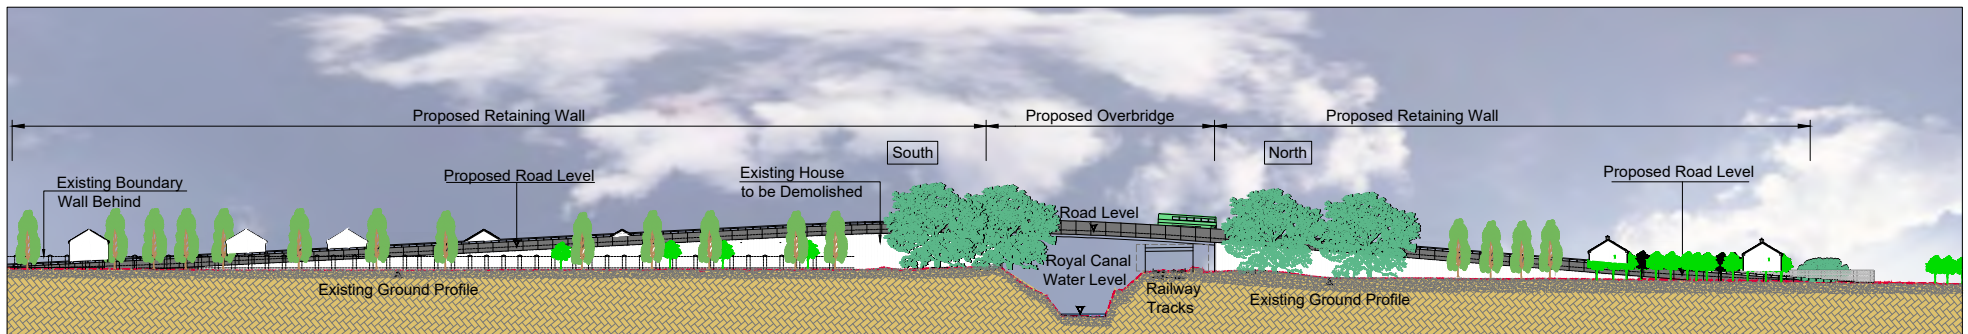 Proposed Retaining Wall
Proposed Overbridge
Proposed Retaining Wall
South
North
Existing Boundary
Wall Behind
Proposed Road Level
Existing House
to be Demolished
Proposed Road Level
Road Level
Royal Canal
Water Level
Railway
Tracks
Existing Ground Profile
Existing Ground Profile